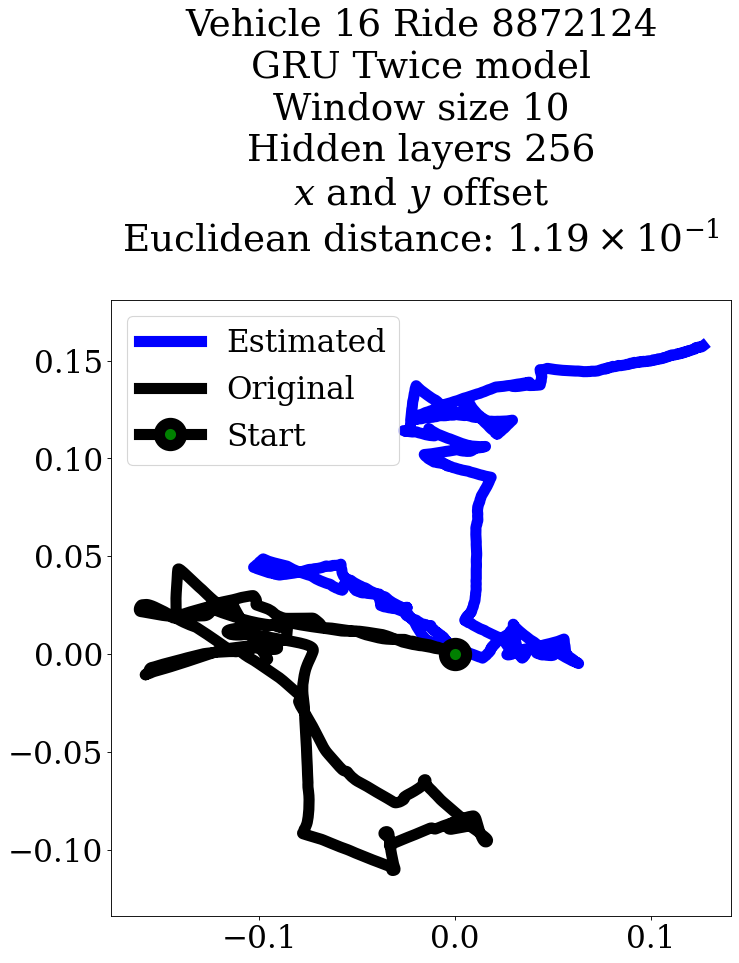 Vehicle 16 Ride 8872124
GRU Twice model
Window size 10
Hidden layers 256
x and y offset
Euclidean distance: 1.19 × 10⁻¹
Estimated
Original
Start
0.15
0.10
0.05
0.00
−0.05
−0.10
−0.1 0.0 0.1